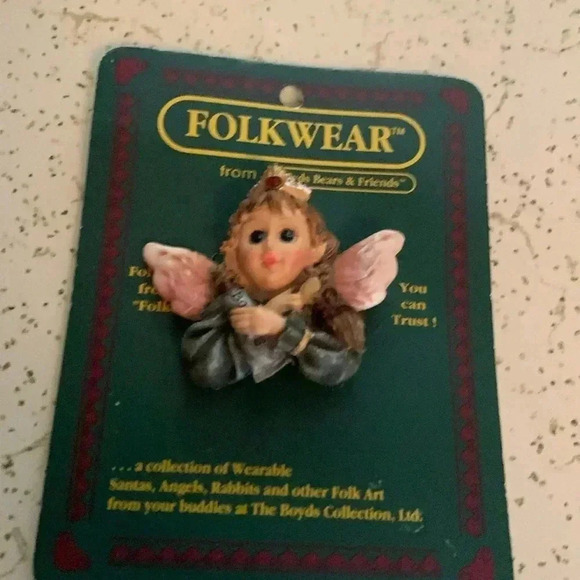 FOLKWEAR™
from
Bears & Friends™
You
can
Trust!
...a collection of Wearable
Santas, Angels, Rabbits and other Folk Art
from your buddies at The Boyds Collection, Ltd.